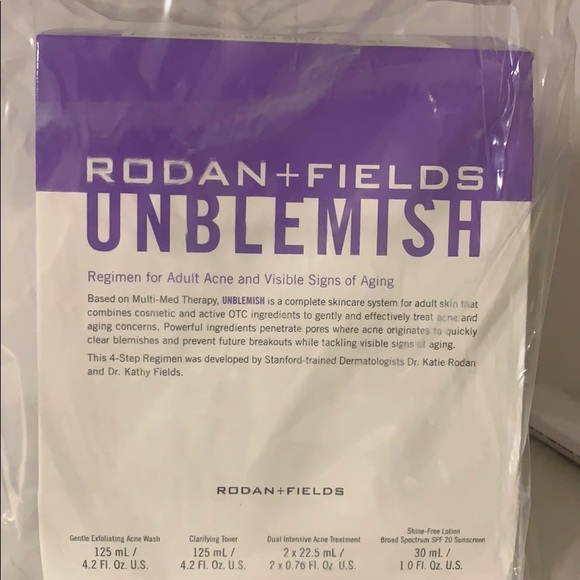 RODAN+FIELDS
UNBLEMISH
Regimen for Adult Acne and Visible Signs of Aging
Based on Multi-Med Therapy, UNBLEMISH is a complete skincare system for adult skin that
combines cosmetic and active OTC ingredients to gently and effectively treat acne and
aging concerns. Powerful ingredients penetrate pores where acne originates to quickly
clear blemishes and prevent future breakouts while tackling visible signs of aging.
This 4-Step Regimen was developed by Stanford-trained Dermatologists Dr. Katie Rodan
and Dr. Kathy Fields.
RODAN+FIELDS
Gentle Exfoliating Acne Wash
125 mL /
4.2 Fl. Oz. U.S.
Clarifying Toner
125 mL /
4.2 Fl. Oz. U.S.
Dual Intensive Acne Treatment
2 x 22.5 mL /
2 x 0.76 Fl. Oz. U.S.
Shine-Free Lotion
Broad Spectrum SPF 20 Sunscreen
30 mL /
1.0 Fl. Oz. U.S.